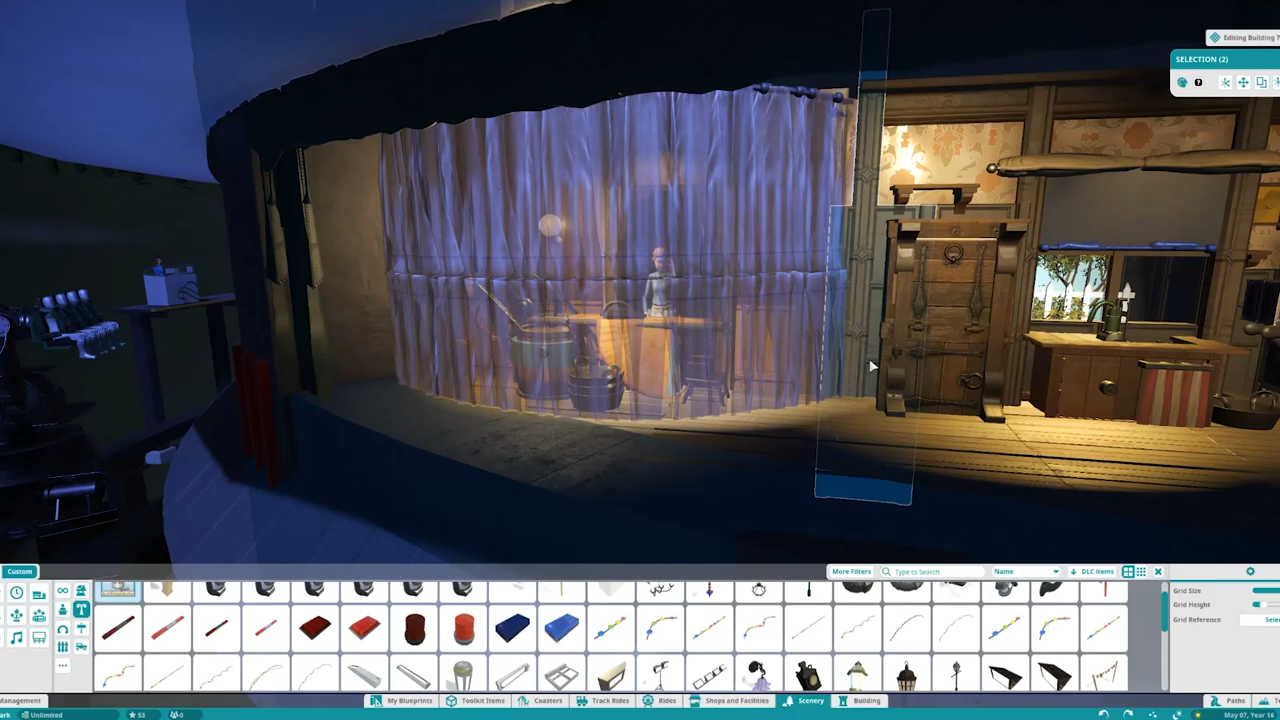 Editing Building 7
SELECTION (2)
Custom
More Filters
Type to Search
Name
DLC Items
Grid Size
Grid Height
Grid Reference
Management
My Blueprints
Toolkit Items
Coasters
Track Rides
Rides
Shops and Facilities
Scenery
Building
Paths
Unlimited
53
0
May 07, Year 16